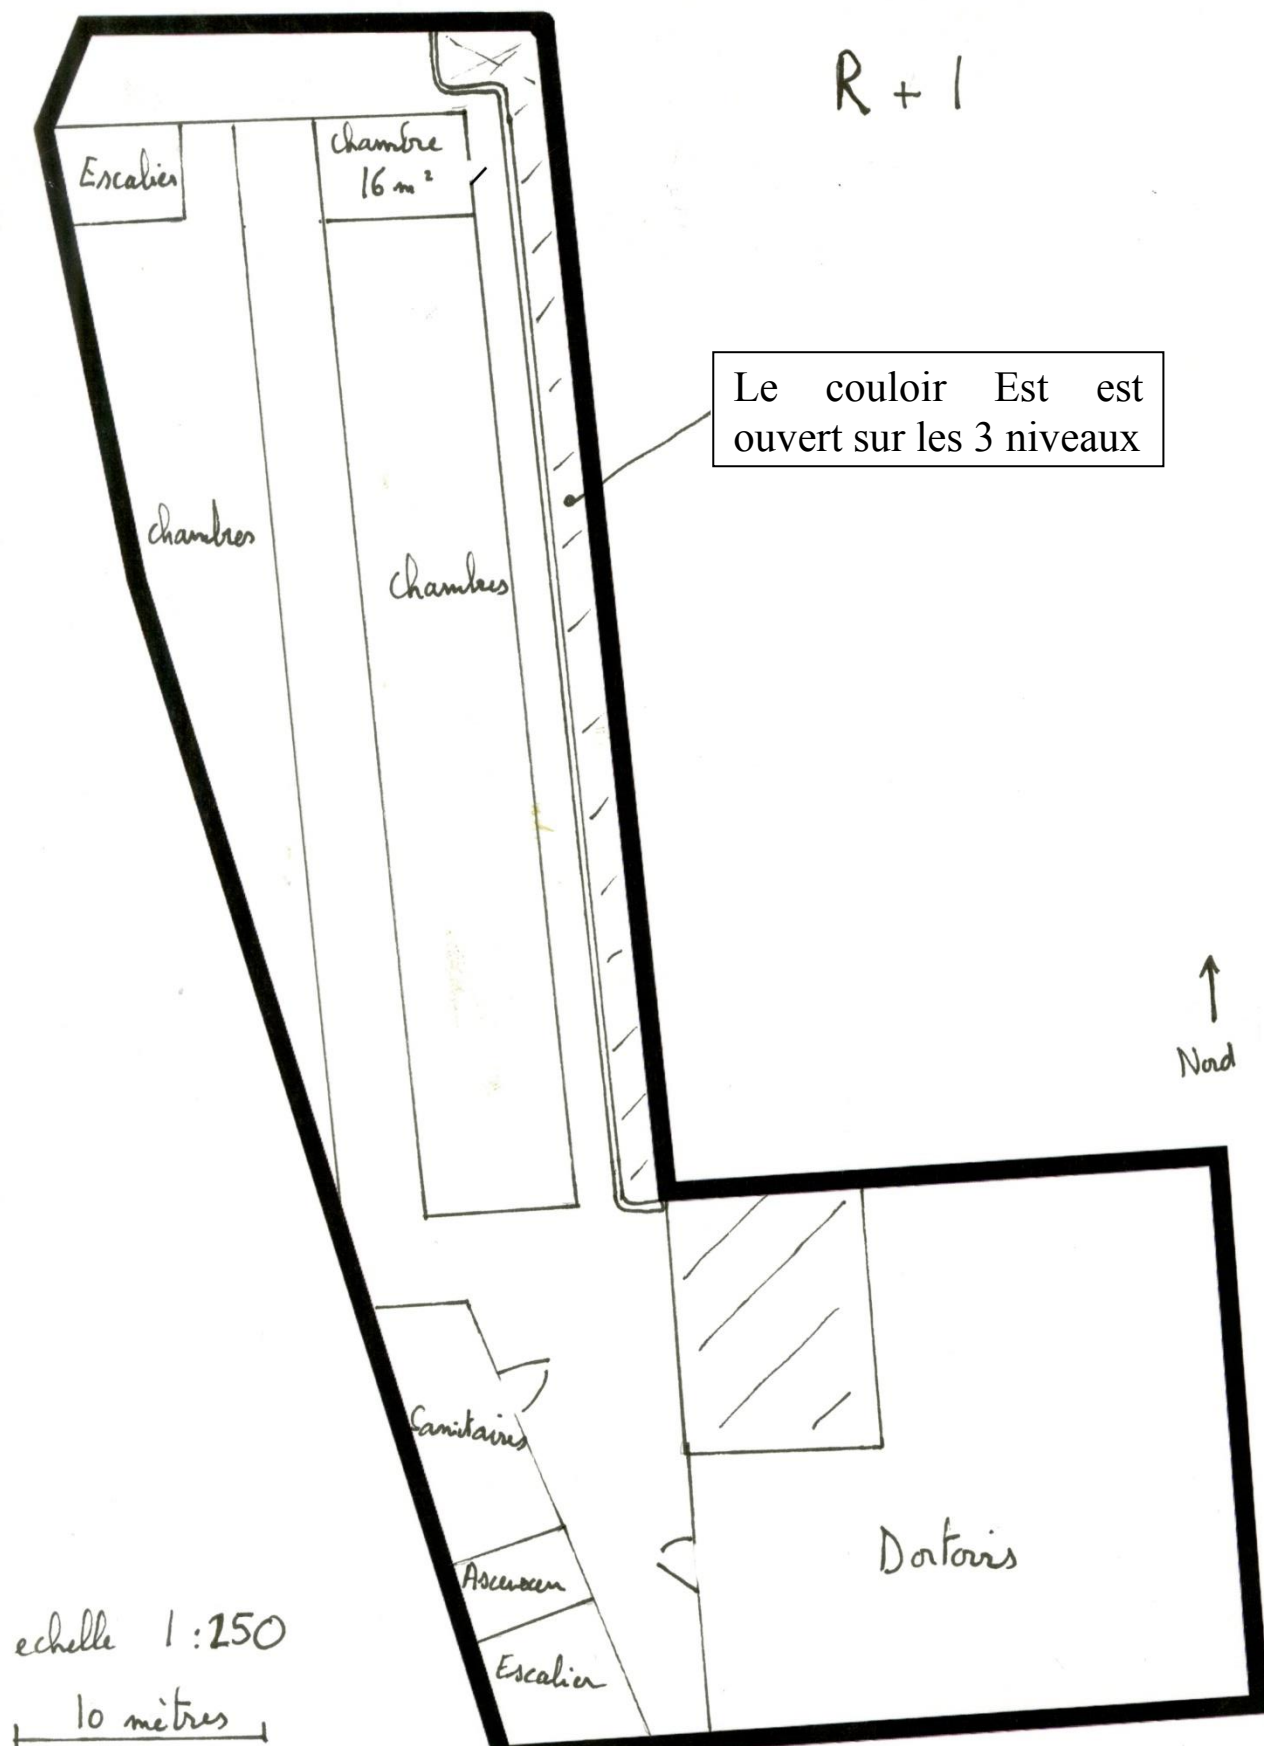 R + 1
chambre
16 m²
Escalier
Le couloir Est est
ouvert sur les 3 niveaux
chambres
chambres
Nord
Sanitaires
Dortoirs
Ascenseur
echelle 1:250
Escalier
10 mètres